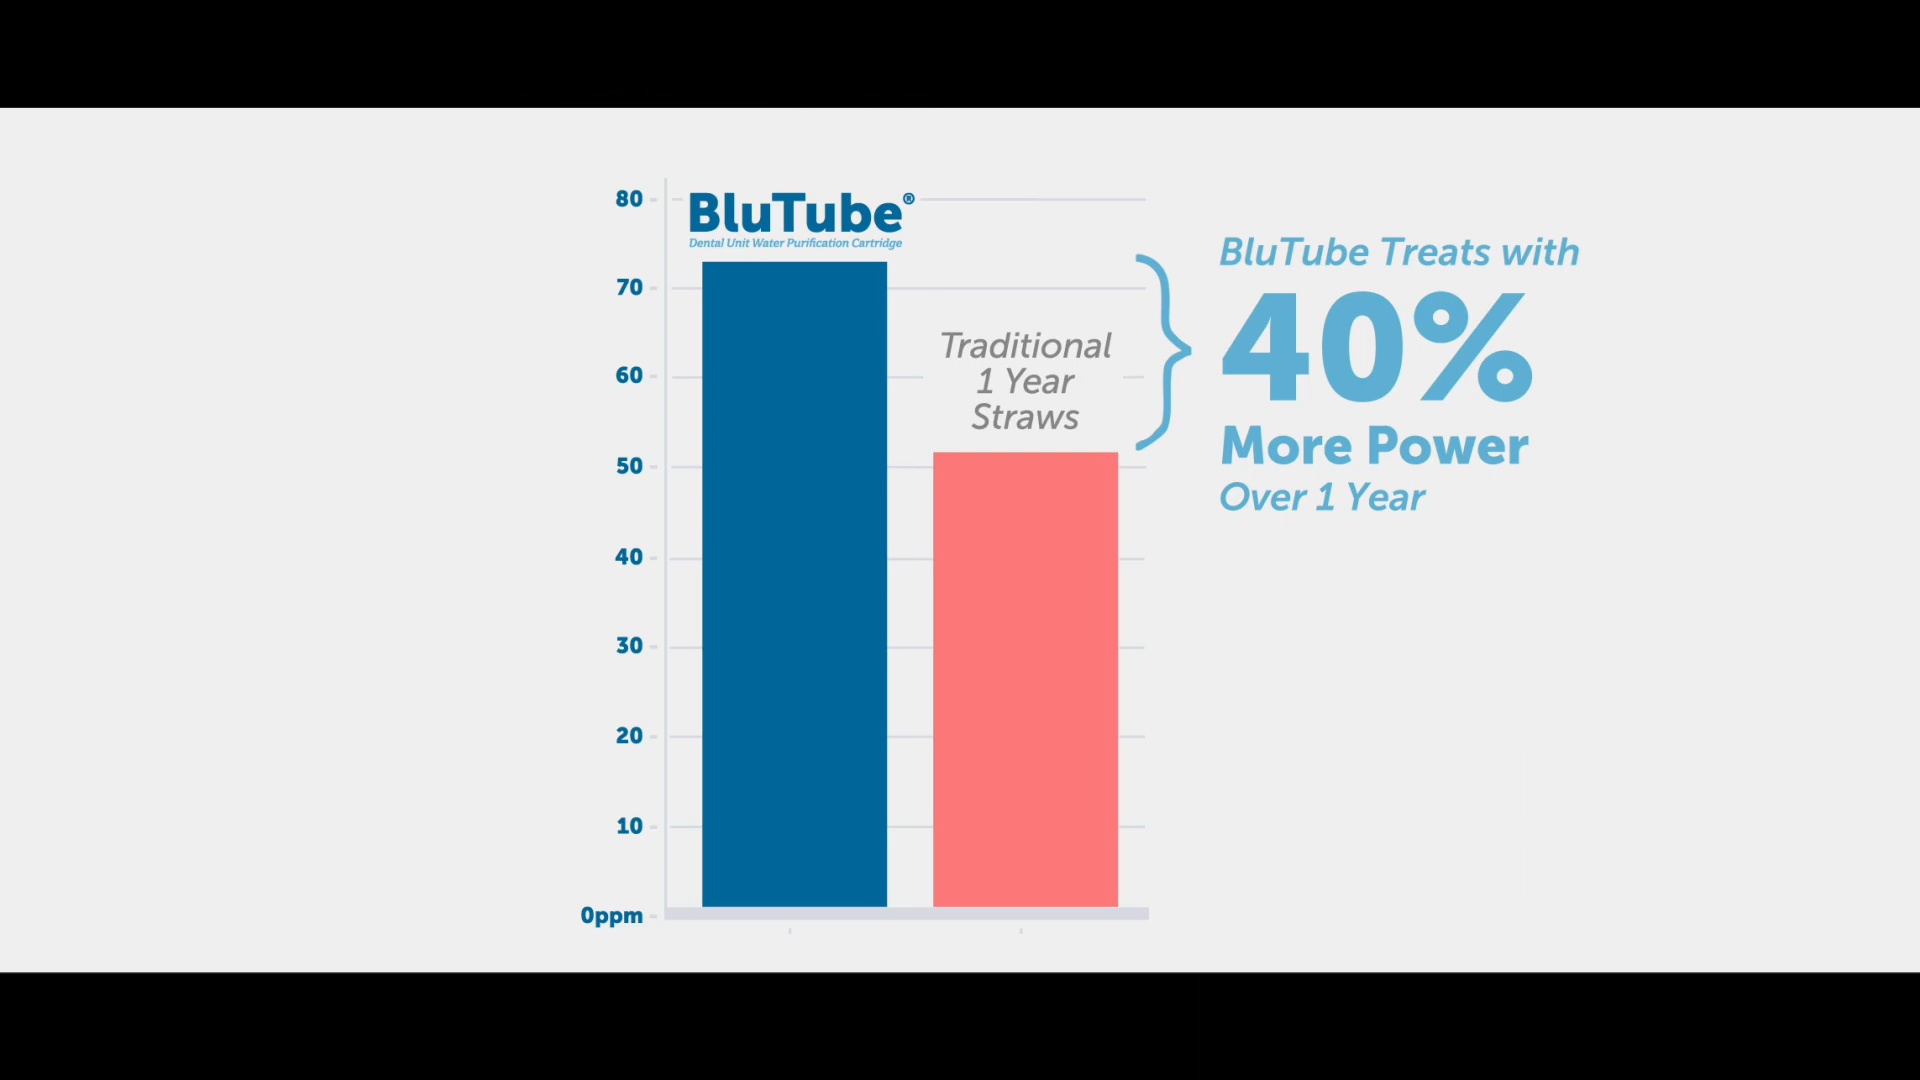 80
BluTube®
Dental Unit Water Purification Cartridge
70
60
50
40
30
20
10
0ppm
Traditional
1 Year
Straws
BluTube Treats with
40%
More Power
Over 1 Year